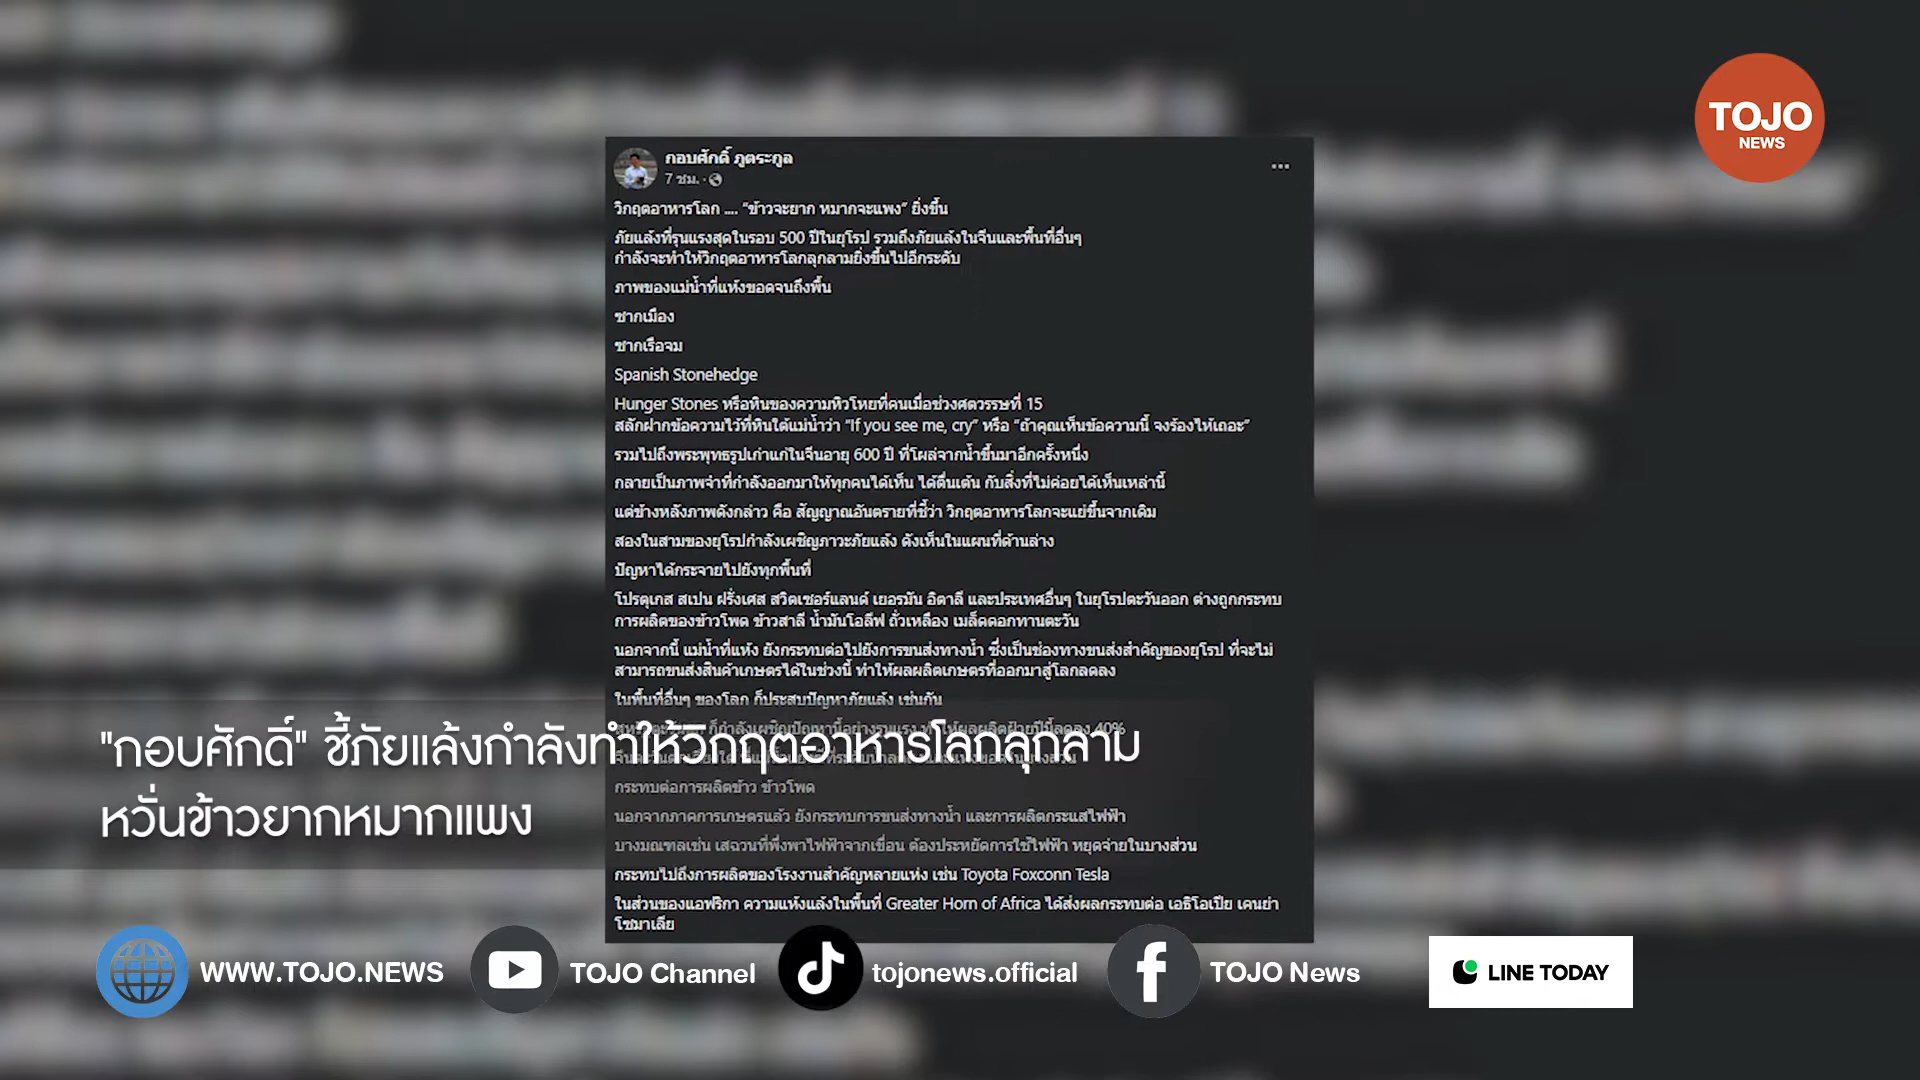 TOJO
NEWS
กอบศักดิ์ ภูตระกูล
7 ชม. ·
วิกฤตอาหารโลก .... “ข้าวจะยาก หมากจะแพง” ยิ่งขึ้น
ภัยแล้งที่รุนแรงสุดในรอบ 500 ปีในยุโรป รวมถึงภัยแล้งในจีนและพื้นที่อื่นๆ
กำลังจะทำให้วิกฤตอาหารโลกลุกลามยิ่งขึ้นไปอีกระดับ
ภาพของแม่น้ำที่แห้งขอดจนถึงพื้น
ซากเมือง
ซากเรือจม
Spanish Stonehedge
Hunger Stones หรือหินของความหิวโหยที่คนเมื่อช่วงศตวรรษที่ 15
สลักฝากข้อความไว้ที่หินใต้แม่น้ำว่า “If you see me, cry” หรือ “ถ้าคุณเห็นข้อความนี้ จงร้องไห้เถอะ”
รวมไปถึงพระพุทธรูปเก่าแก่ในจีนอายุ 600 ปี ที่โผล่จากน้ำขึ้นมาอีกครั้งหนึ่ง
กลายเป็นภาพจำที่กำลังออกมาให้ทุกคนได้เห็น ได้ตื่นเต้น กับสิ่งที่ไม่ค่อยได้เห็นเหล่านี้
แต่ข้างหลังภาพดังกล่าว คือ สัญญาณอันตรายที่ชี้ว่า วิกฤตอาหารโลกจะแย่ขึ้นจากเดิม
สองในสามของยุโรปกำลังเผชิญภาวะภัยแล้ง ดังเห็นในแผนที่ด้านล่าง
ปัญหาได้กระจายไปยังทุกพื้นที่
โปรตุเกส สเปน ฝรั่งเศส สวิตเซอร์แลนด์ เยอรมัน อิตาลี และประเทศอื่นๆ ในยุโรปตะวันออก ต่างถูกกระทบ
การผลิตของข้าวโพด ข้าวสาลี น้ำมันโอลีฟ ถั่วเหลือง เมล็ดดอกทานตะวัน
นอกจากนี้ แม่น้ำที่แห้ง ยังกระทบต่อไปยังการขนส่งทางน้ำ ซึ่งเป็นช่องทางขนส่งสำคัญของยุโรป ที่จะไม่
สามารถขนส่งสินค้าเกษตรได้ในช่วงนี้ ทำให้ผลผลิตเกษตรที่ออกมาสู่โลกลดลง
ในพื้นที่อื่นๆ ของโลก ก็ประสบปัญหาภัยแล้ง เช่นกัน
ก็กำลังเผชิญปัญหานี้อย่างรุนแรง ทำให้ผลผลิตฝ้ายปีนี้ลดลง 40%
"กอบศักดิ์" ชี้ภัยแล้งกำลังทำให้วิกฤตอาหารโลกลุกลาม
หวั่นข้าวยากหมากแพง
กระทบต่อการผลิตข้าว ข้าวโพด
นอกจากภาคการเกษตรแล้ว ยังกระทบการขนส่งทางน้ำ และการผลิตกระแสไฟฟ้า
บางมณฑลเช่น เสฉวนที่พึ่งพาไฟฟ้าจากเขื่อน ต้องประหยัดการใช้ไฟฟ้า หยุดจ่ายในบางส่วน
กระทบไปถึงการผลิตของโรงงานสำคัญหลายแห่ง เช่น Toyota Foxconn Tesla
ในส่วนของแอฟริกา ความแห้งแล้งในพื้นที่ Greater Horn of Africa ได้ส่งผลกระทบต่อ เอธิโอเปีย เคนย่า
โซมาเลีย
WWW.TOJO.NEWS
TOJO Channel
tojonews.official
TOJO News
LINE TODAY